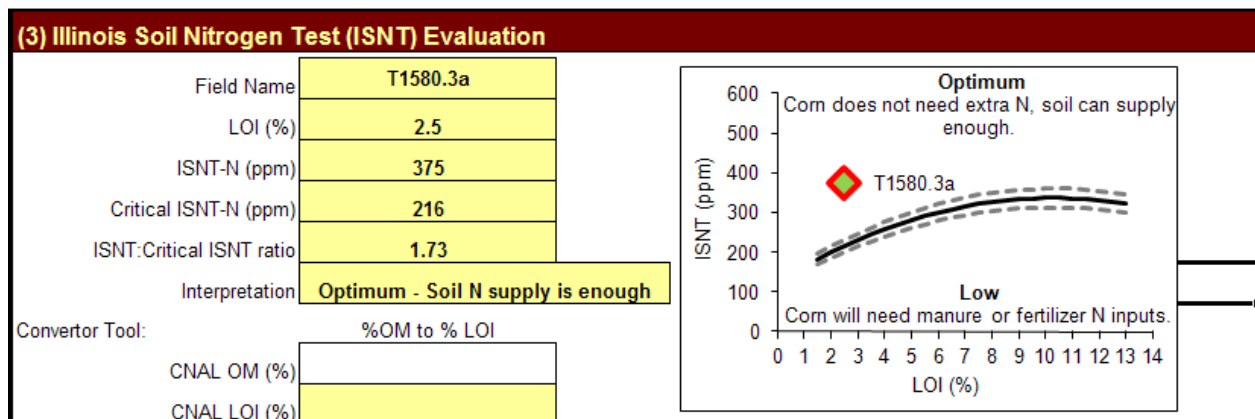 (3) Illinois Soil Nitrogen Test (ISNT) Evaluation
Field Name T1580.3a
LOI (%) 2.5
ISNT-N (ppm) 375
Critical ISNT-N (ppm) 216
ISNT:Critical ISNT ratio 1.73
Interpretation Optimum - Soil N supply is enough
Convertor Tool: %OM to % LOI
CNAL OM (%)
CNAL LOI (%)
Optimum
Corn does not need extra N, soil can supply
enough.
600
500
400
300
200
100
0
ISNT (ppm)
T1580.3a
Low
Corn will need manure or fertilizer N inputs.
0 1 2 3 4 5 6 7 8 9 10 11 12 13 14
LOI (%)